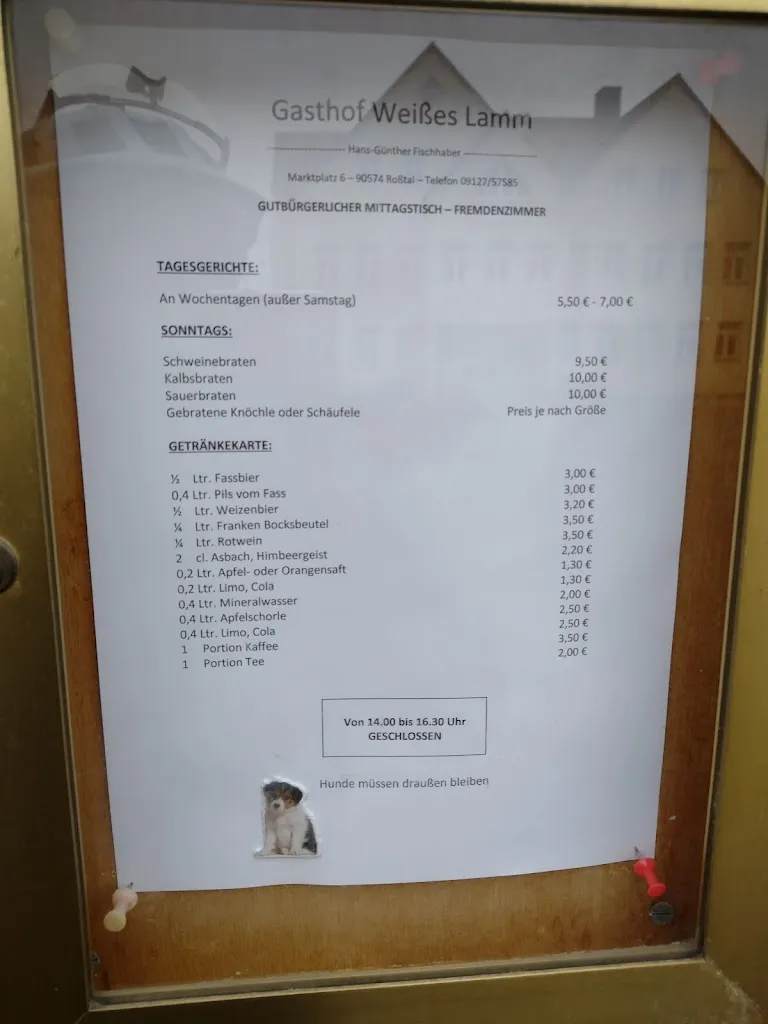 Gasthof Weißes Lamm
Hans-Günther Fischhaber
Marktplatz 6 – 90574 Roßtal – Telefon 09127/57585
GUTBÜRGERLICHER MITTAGSTISCH – FREMDENZIMMER
TAGESGERICHTE:
An Wochentagen (außer Samstag) 5,50 € - 7,00 €
SONNTAGS:
Schweinebraten 9,50 €
Kalbsbraten 10,00 €
Sauerbraten 10,00 €
Gebratene Knöchle oder Schäufele Preis je nach Größe
GETRÄNKEKARTE:
½ Ltr. Fassbier 3,00 €
0,4 Ltr. Pils vom Fass 3,00 €
½ Ltr. Weizenbier 3,20 €
¼ Ltr. Franken Bocksbeutel 3,50 €
¼ Ltr. Rotwein 3,50 €
2 cl. Asbach, Himbeergeist 2,20 €
0,2 Ltr. Apfel- oder Orangensaft 1,30 €
0,2 Ltr. Limo, Cola 1,30 €
0,4 Ltr. Mineralwasser 2,00 €
0,4 Ltr. Apfelschorle 2,50 €
0,4 Ltr. Limo, Cola 2,50 €
1 Portion Kaffee 3,50 €
1 Portion Tee 2,00 €
Von 14.00 bis 16.30 Uhr
GESCHLOSSEN
Hunde müssen draußen bleiben